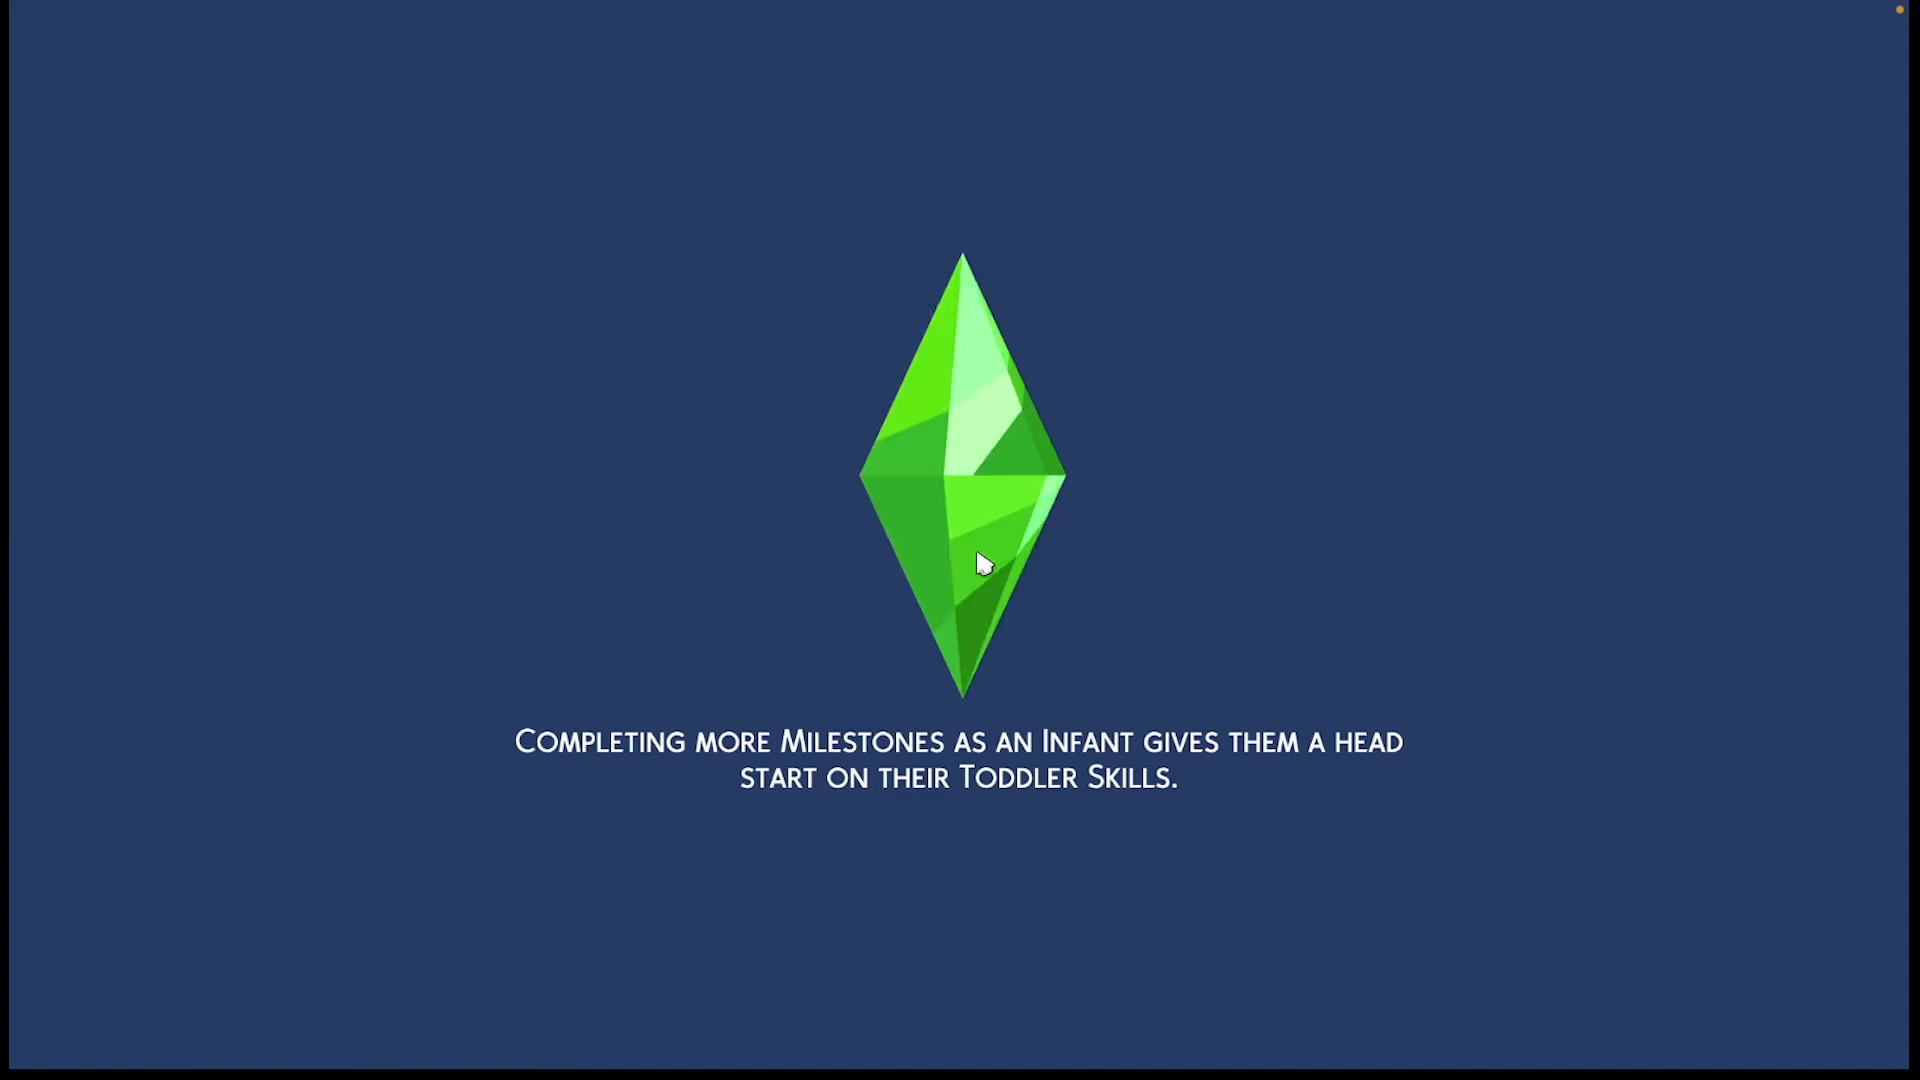 Completing more Milestones as an Infant gives them a head
start on their Toddler Skills.